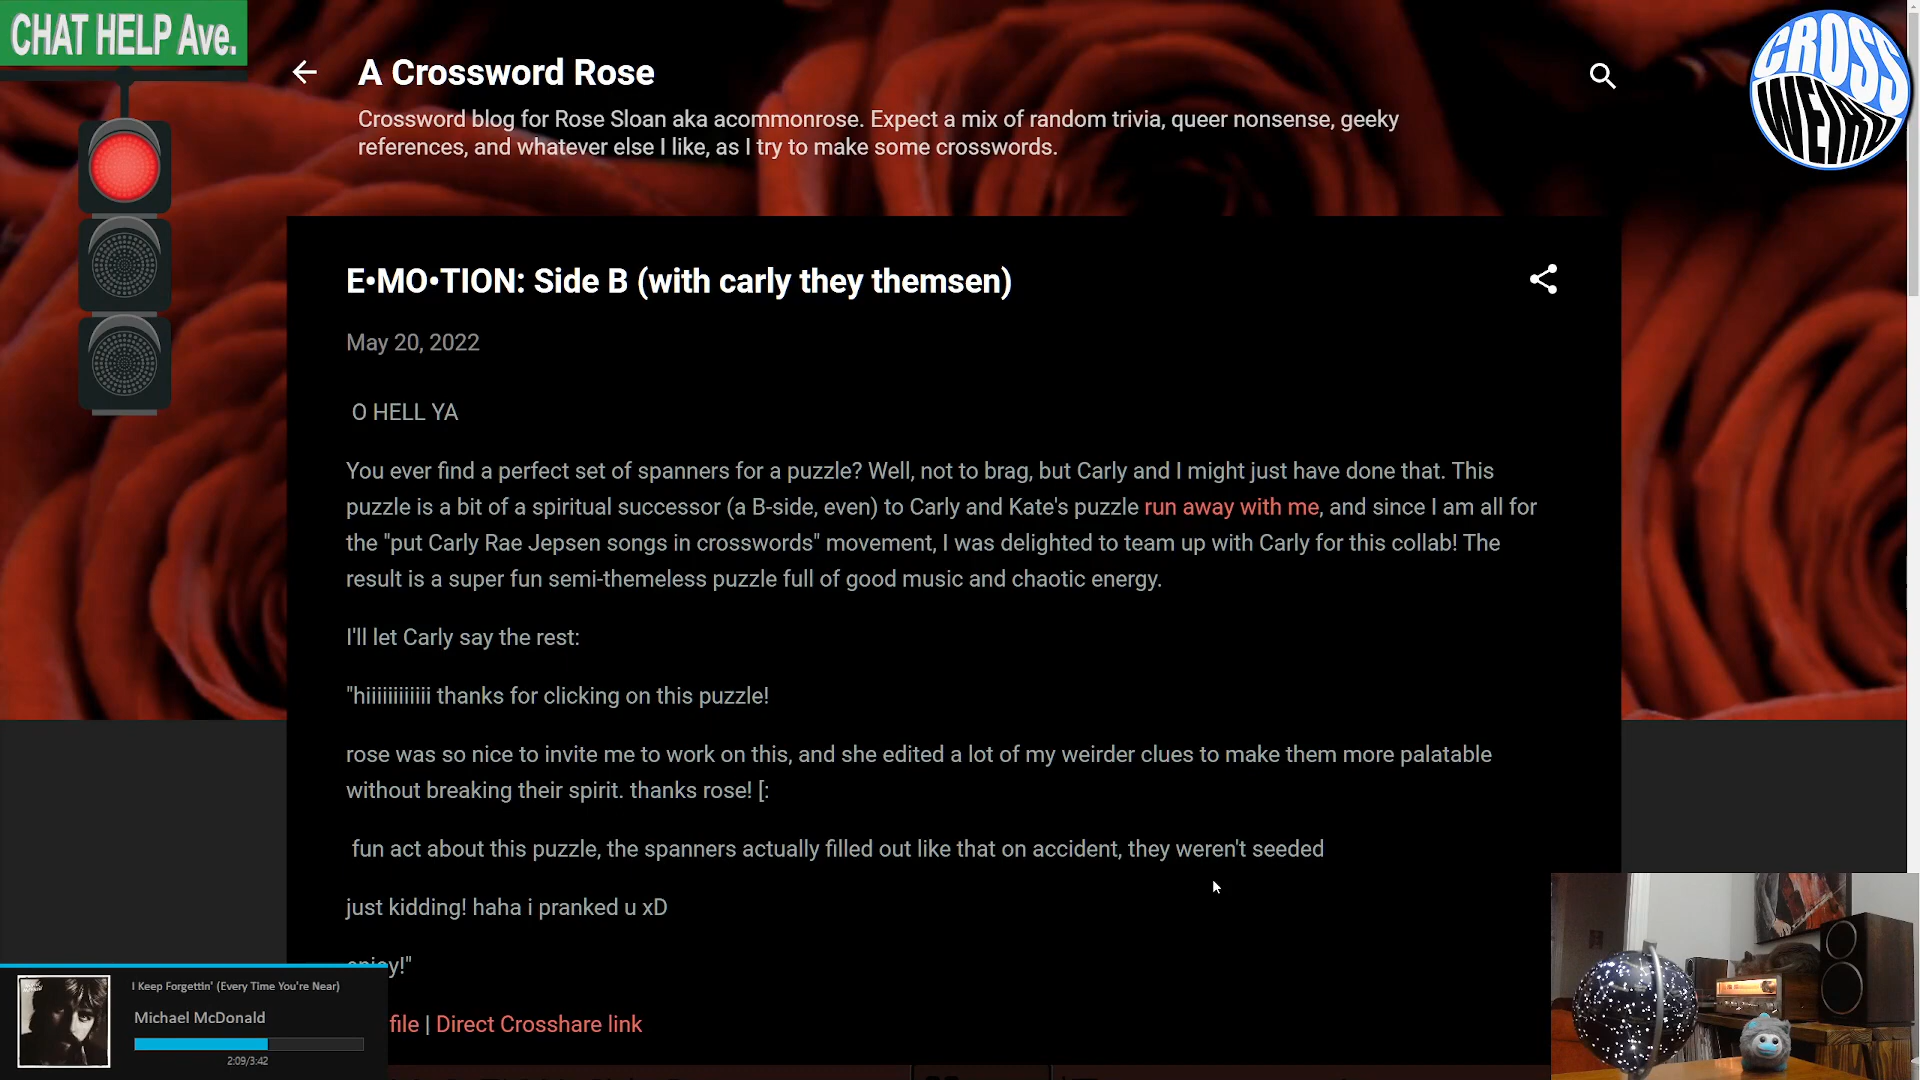 CHAT HELP Ave.
A Crossword Rose
Crossword blog for Rose Sloan aka acommonrose. Expect a mix of random trivia, queer nonsense, geeky
references, and whatever else I like, as I try to make some crosswords.
CROSS
WEIRD
E•MO•TION: Side B (with carly they themsen)
May 20, 2022
O HELL YA
You ever find a perfect set of spanners for a puzzle? Well, not to brag, but Carly and I might just have done that. This
puzzle is a bit of a spiritual successor (a B-side, even) to Carly and Kate's puzzle run away with me, and since I am all for
the "put Carly Rae Jepsen songs in crosswords" movement, I was delighted to team up with Carly for this collab! The
result is a super fun semi-themeless puzzle full of good music and chaotic energy.
I'll let Carly say the rest:
"hiiiiiiiiiiii thanks for clicking on this puzzle!
rose was so nice to invite me to work on this, and she edited a lot of my weirder clues to make them more palatable
without breaking their spirit. thanks rose! [:
fun act about this puzzle, the spanners actually filled out like that on accident, they weren't seeded
just kidding! haha i pranked u xD
enjoy!"
file | Direct Crosshare link
I Keep Forgettin' (Every Time You're Near)
Michael McDonald
2:09/3:42